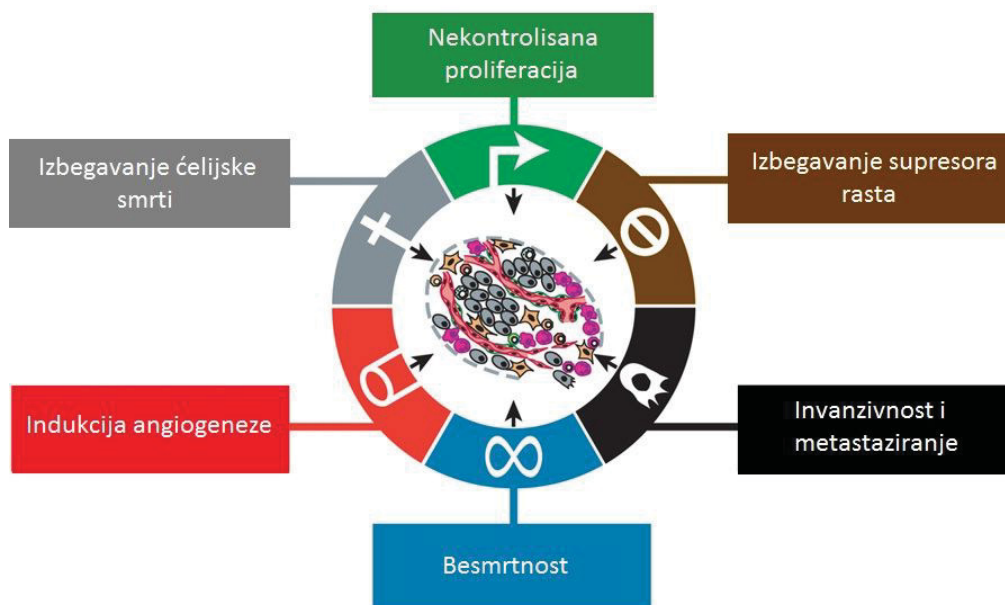 Nekontrolisana
proliferacija
Izbegavanje ćelijske
smrti
Izbegavanje supresora
rasta
Indukcija angiogeneze
Invanzivnost i
metastaziranje
Besmrtnost